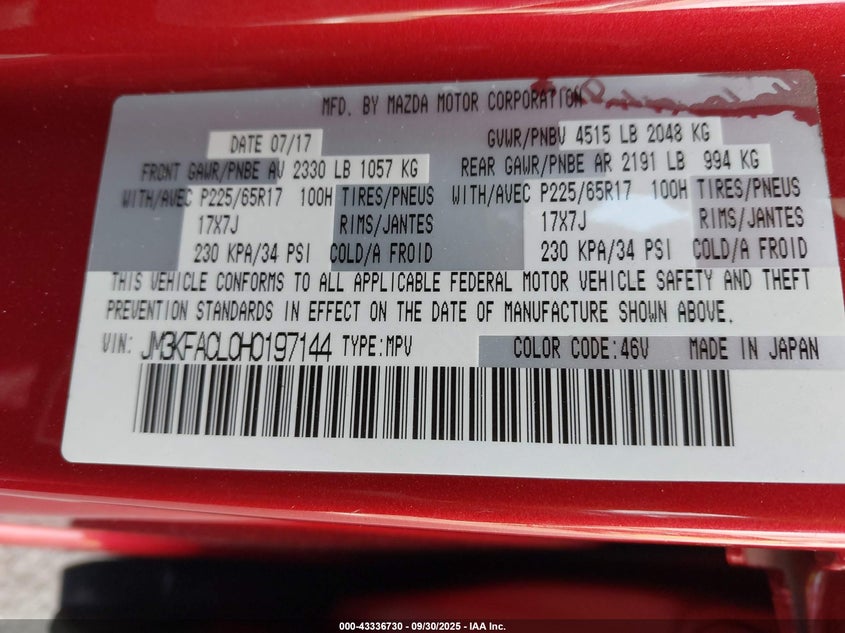 MFD. BY MAZDA MOTOR CORPORATION
DATE 07/17 GVWR/PNBV 4515 LB 2048 KG
FRONT GAWR/PNBE AV 2330 LB 1057 KG REAR GAWR/PNBE AR 2191 LB 994 KG
WITH/AVEC P225/65R17 100H TIRES/PNEUS WITH/AVEC P225/65R17 100H TIRES/PNEUS
17X7J RIMS/JANTES 17X7J RIMS/JANTES
230 KPA/34 PSI COLD/A FROID 230 KPA/34 PSI COLD/A FROID
THIS VEHICLE CONFORMS TO ALL APPLICABLE FEDERAL MOTOR VEHICLE SAFETY AND THEFT
PREVENTION STANDARDS IN EFFECT ON THE DATE OF MANUFACTURE SHOWN ABOVE.
VIN: JM3KFACL0H0197144 TYPE:MPV COLOR CODE:46V MADE IN JAPAN
000-43336730 - 09/30/2025 - IAA Inc.